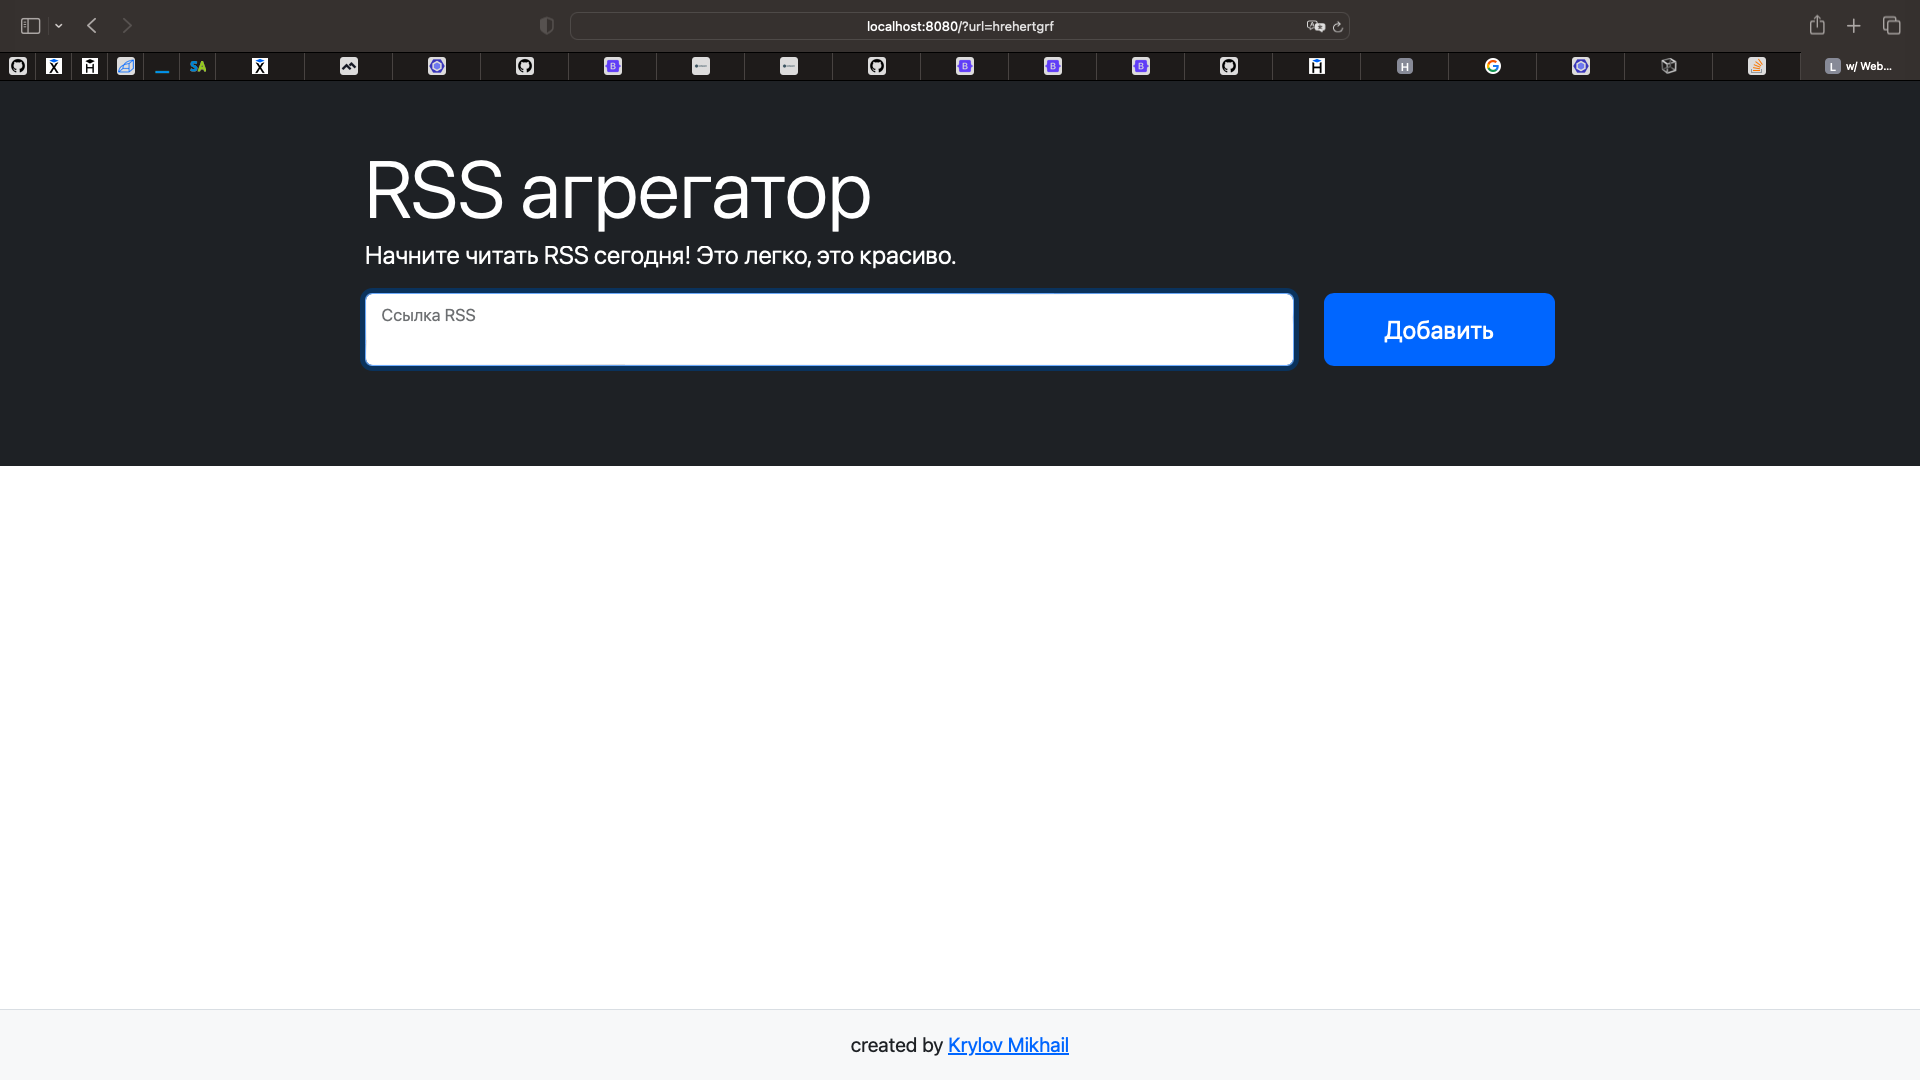 localhost:8080/?url=hrehertgrf
SA
H
L w/ Web...
RSS агрегатор
Начните читать RSS сегодня! Это легко, это красиво.
Ссылка RSS
Добавить
created by Krylov Mikhail